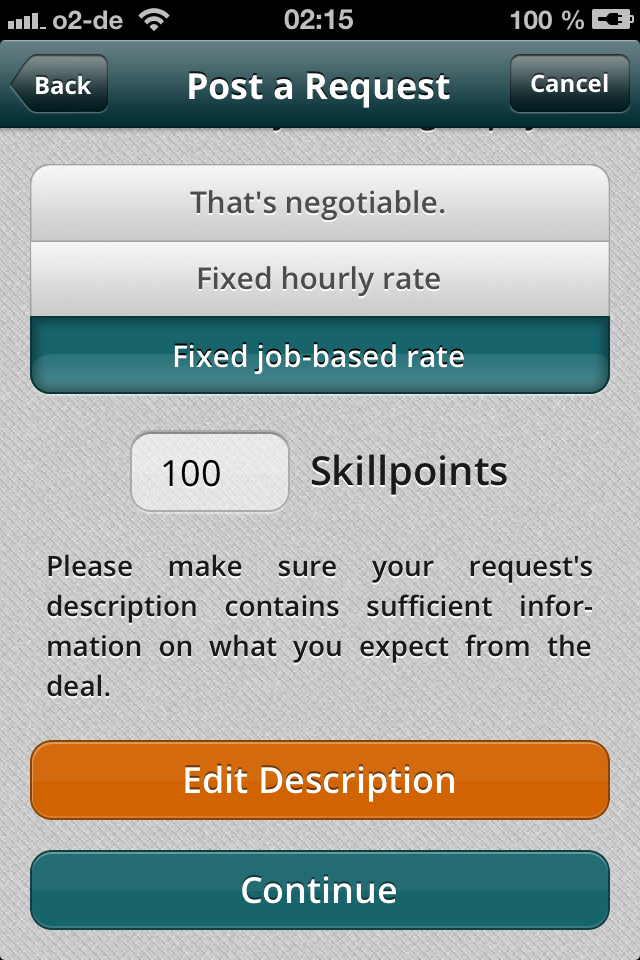 o2-de 02:15 100 %
Back Post a Request Cancel
That's negotiable.
Fixed hourly rate
Fixed job-based rate
100 Skillpoints
Please make sure your request's
description contains sufficient infor-
mation on what you expect from the
deal.
Edit Description
Continue